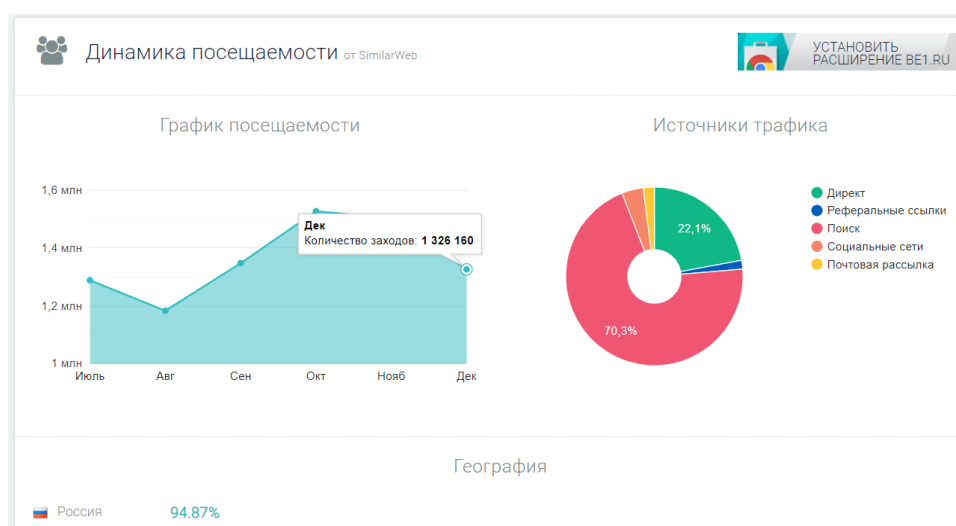 Динамика посещаемости от SimilarWeb
УСТАНОВИТЬ
РАСШИРЕНИЕ BE1.RU
График посещаемости
1,6 млн
1,4 млн
1,2 млн
1 млн
Дек
Количество заходов: 1 326 160
Июль Авг Сен Окт Нояб Дек
Источники трафика
22,1%
70,3%
Директ
Реферальные ссылки
Поиск
Социальные сети
Почтовая рассылка
География
Россия 94.87%